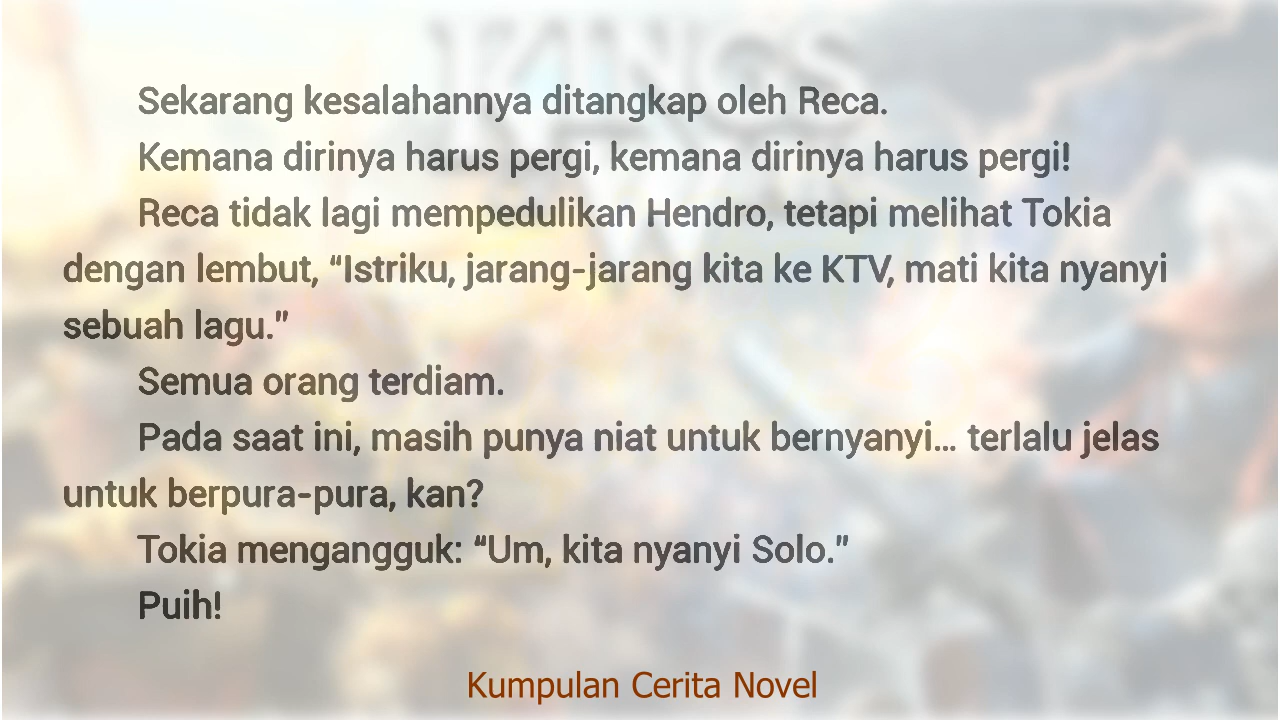 Sekarang kesalahannya ditangkap oleh Reca.
Kemana dirinya harus pergi, kemana dirinya harus pergi!
Reca tidak lagi mempedulikan Hendro, tetapi melihat Tokia
dengan lembut, “Istriku, jarang-jarang kita ke KTV, mati kita nyanyi
sebuah lagu.”
Semua orang terdiam.
Pada saat ini, masih punya niat untuk bernyanyi… terlalu jelas
untuk berpura-pura, kan?
Tokia mengangguk: “Um, kita nyanyi Solo.”
Puih!
Kumpulan Cerita Novel